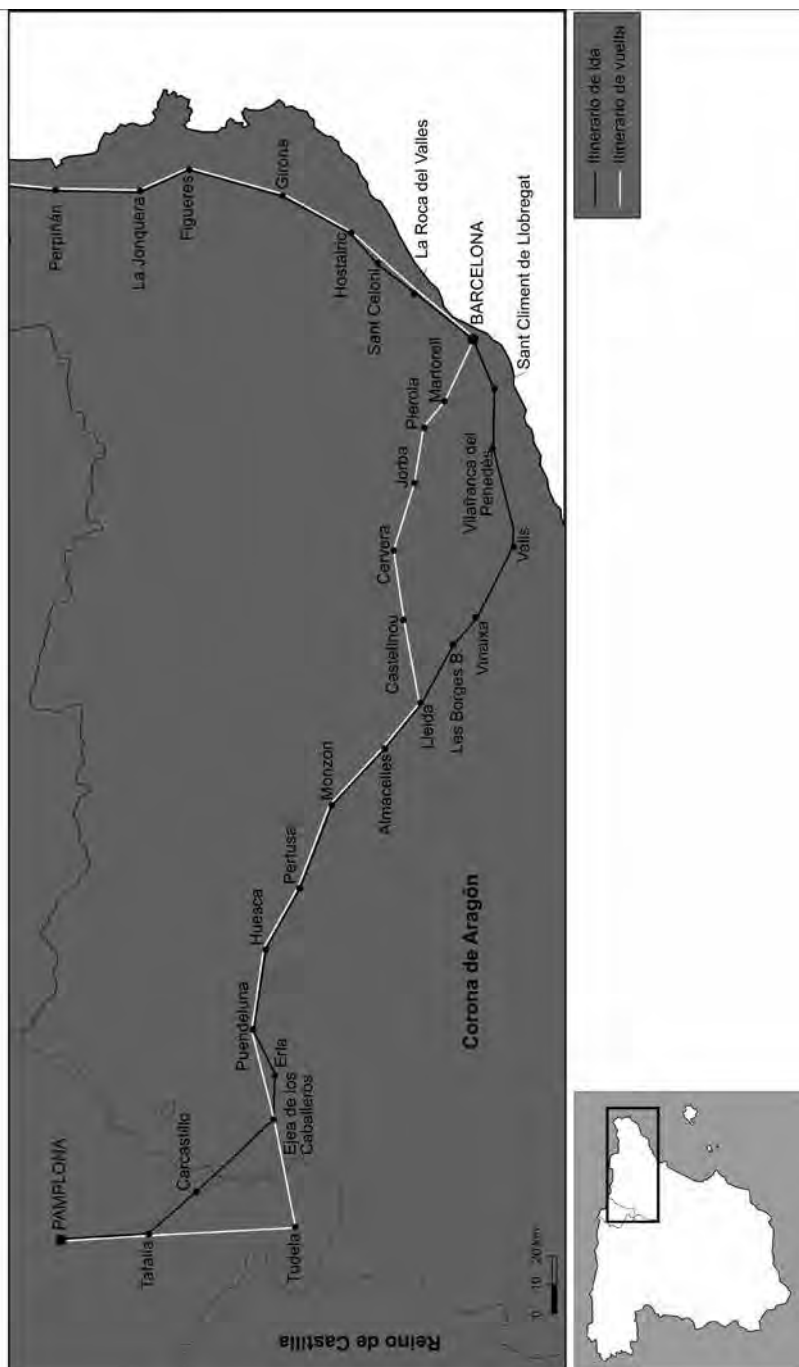 Perpiñán
La Jonquera
Figueres
Girona
Hostalric
Sant Celoni
La Roca del Valles
BARCELONA
Sant Climent de Llobregat
Martorell
Pierola
Jorba
Vilafranca del
Penedès
Cervera
Valls
Castellnou
Vinaixa
Les Borges B.
Lleida
Almacelles
Monzón
Pertusa
Huesca
Puendeluna
Erla
Ejea de los
Caballeros
Carcastillo
PAMPLONA
Tafalla
Tudela
Corona de Aragón
Reino de Castilla
0 10 20 km
Itinerario de ida
Itinerario de vuelta